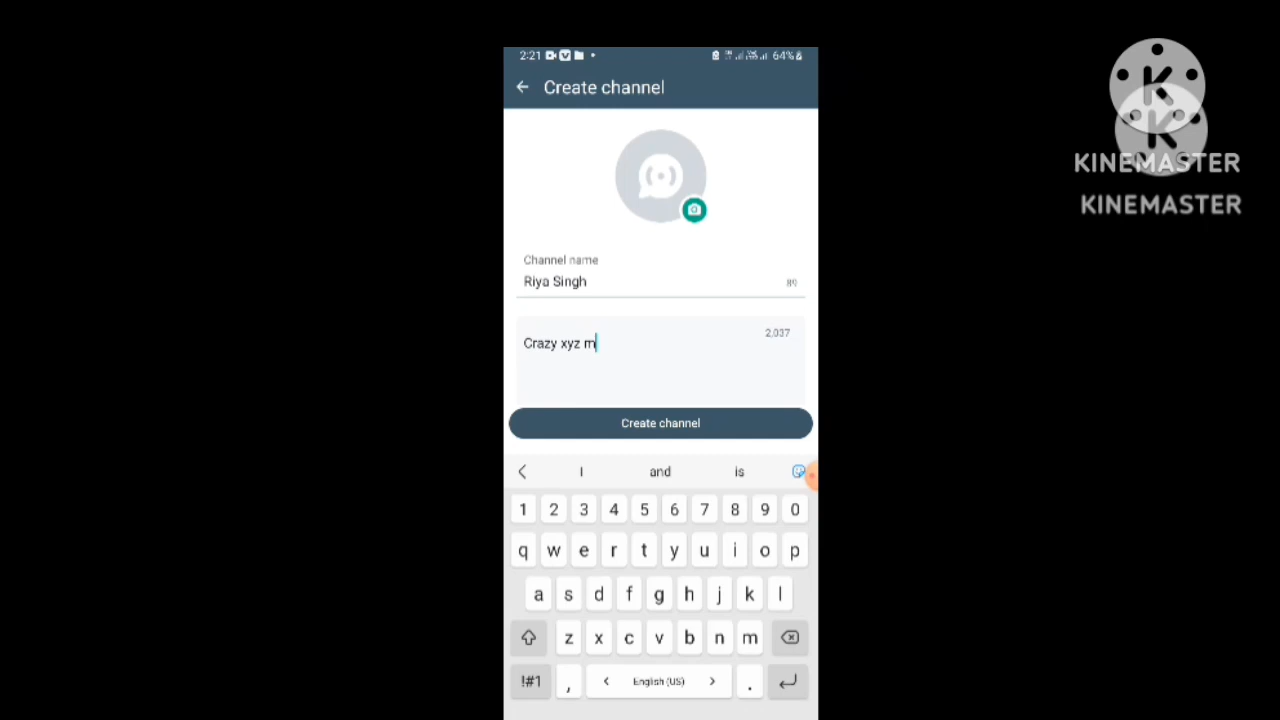 2:21
64%
Create channel
Channel name
Riya Singh
89
2,037
Crazy xyz m
Create channel
I and is
1 2 3 4 5 6 7 8 9 0
q w e r t y u i o p
a s d f g h j k l
z x c v b n m
!#1 , < English (US) > .
KINEMASTER
KINEMASTER